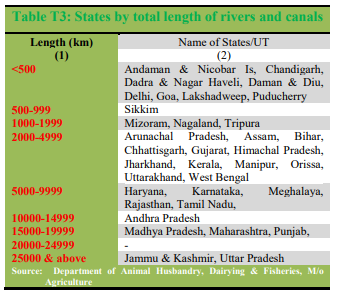 Table T3: States by total length of rivers and canals
Length (km) Name of States/UT
(1) (2)
<500 Andaman & Nicobar Is, Chandigarh,
Dadra & Nagar Haveli, Daman & Diu,
Delhi, Goa, Lakshadweep, Puducherry
500-999 Sikkim
1000-1999 Mizoram, Nagaland, Tripura
2000-4999 Arunachal Pradesh, Assam, Bihar,
Chhattisgarh, Gujarat, Himachal Pradesh,
Jharkhand, Kerala, Manipur, Orissa,
Uttarakhand, West Bengal
5000-9999 Haryana, Karnataka, Meghalaya,
Rajasthan, Tamil Nadu,
10000-14999 Andhra Pradesh
15000-19999 Madhya Pradesh, Maharashtra, Punjab,
20000-24999 -
25000 & above Jammu & Kashmir, Uttar Pradesh
Source: Department of Animal Husbandry, Dairying & Fisheries, M/o
Agriculture